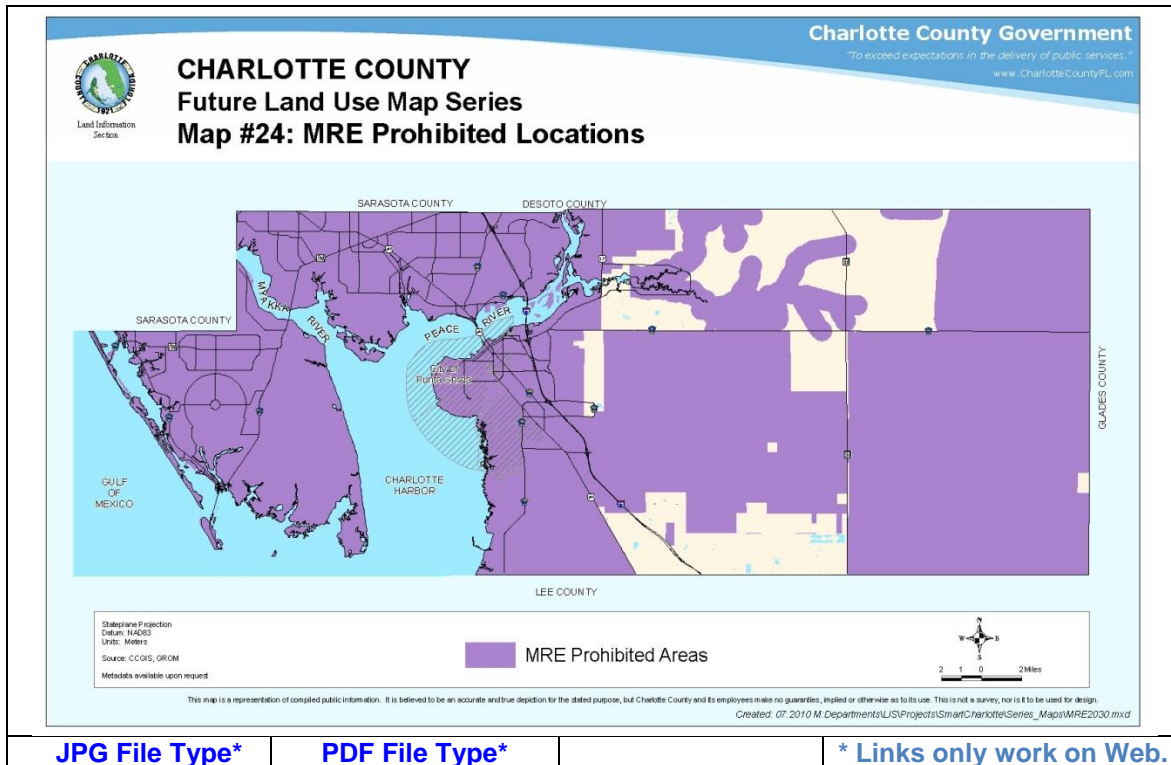 Charlotte County Government
"To exceed expectations in the delivery of public services."
www.CharlotteCountyFL.com
CHARLOTTE COUNTY FLORIDA
1921
Land Information
Section
CHARLOTTE COUNTY
Future Land Use Map Series
Map #24: MRE Prohibited Locations
SARASOTA COUNTY
DESOTO COUNTY
MYAKKA
RIVER
PEACE
RIVER
SARASOTA COUNTY
City of
Punta Gorda
GLADES COUNTY
GULF
OF
MEXICO
CHARLOTTE
HARBOR
LEE COUNTY
Stateplane Projection
Datum: NAD83
Units: Meters
Source: CCGIS, GROM
Metadata available upon request
MRE Prohibited Areas
N
W
E
S
2 1 0 2 Miles
This map is a representation of compiled public information. It is believed to be an accurate and true depiction for the stated purpose, but Charlotte County and its employees make no guaranties, implied or otherwise as to its use. This is not a survey, nor is it to be used for design.
Created: 07.2010 M:Departments\LIS\Projects\SmartCharlotte\Series_Maps\MRE2030.mxd
JPG File Type* PDF File Type* * Links only work on Web.